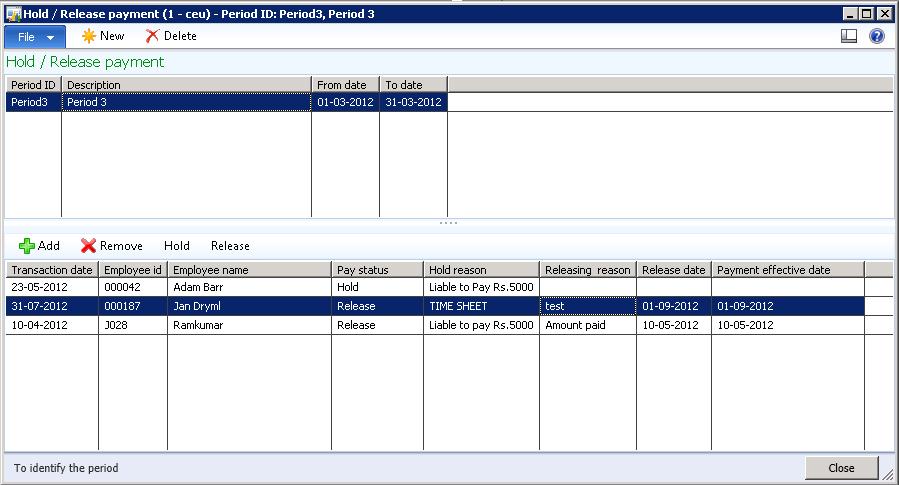 Hold / Release payment (1 - ceu) - Period ID: Period3, Period 3
File New Delete
Hold / Release payment
Period ID Description From date To date
Period3 Period 3 01-03-2012 31-03-2012
Add Remove Hold Release
Transaction date Employee id Employee name Pay status Hold reason Releasing reason Release date Payment effective date
23-05-2012 000042 Adam Barr Hold Liable to Pay Rs.5000
31-07-2012 000187 Jan Dryml Release TIME SHEET test 01-09-2012 01-09-2012
10-04-2012 J028 Ramkumar Release Liable to pay Rs.5000 Amount paid 10-05-2012 10-05-2012
To identify the period Close